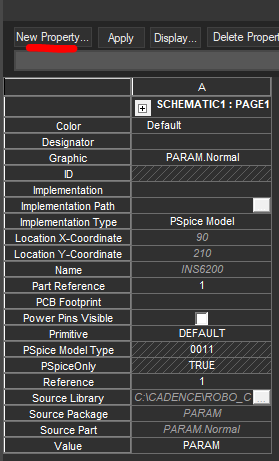 New Property... Apply Display... Delete Property
A
SCHEMATIC1 : PAGE1
Color Default
Designator
Graphic PARAM.Normal
ID
Implementation
Implementation Path
Implementation Type PSpice Model
Location X-Coordinate 90
Location Y-Coordinate 210
Name INS6200
Part Reference 1
PCB Footprint
Power Pins Visible
Primitive DEFAULT
PSpice Model Type 0011
PSpiceOnly TRUE
Reference 1
Source Library C:\CADENCE\ROBO_C ...
Source Package PARAM
Source Part PARAM.Normal
Value PARAM